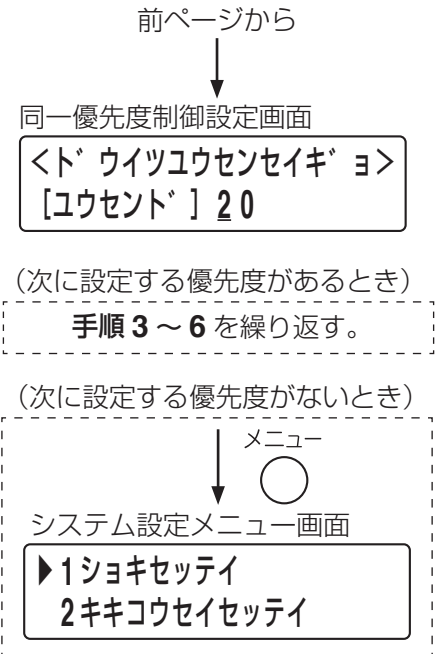 前ページから
同一優先度制御設定画面
<ト゛ウイツユウセンセイキ゛ョ>
[ユウセント゛] 20
（次に設定する優先度があるとき）
手順 3 ～ 6 を繰り返す。
（次に設定する優先度がないとき）
メニュー
システム設定メニュー画面
▶1ショキセッテイ
2キキコウセイセッテイ